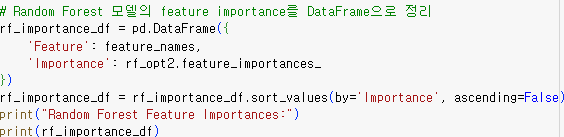 # Random Forest 모델의 feature importance를 DataFrame으로 정리
rf_importance_df = pd.DataFrame({
    'Feature': feature_names,
    'Importance': rf_opt2.feature_importances_
})
rf_importance_df = rf_importance_df.sort_values(by='Importance', ascending=False)
print("Random Forest Feature Importances:")
print(rf_importance_df)